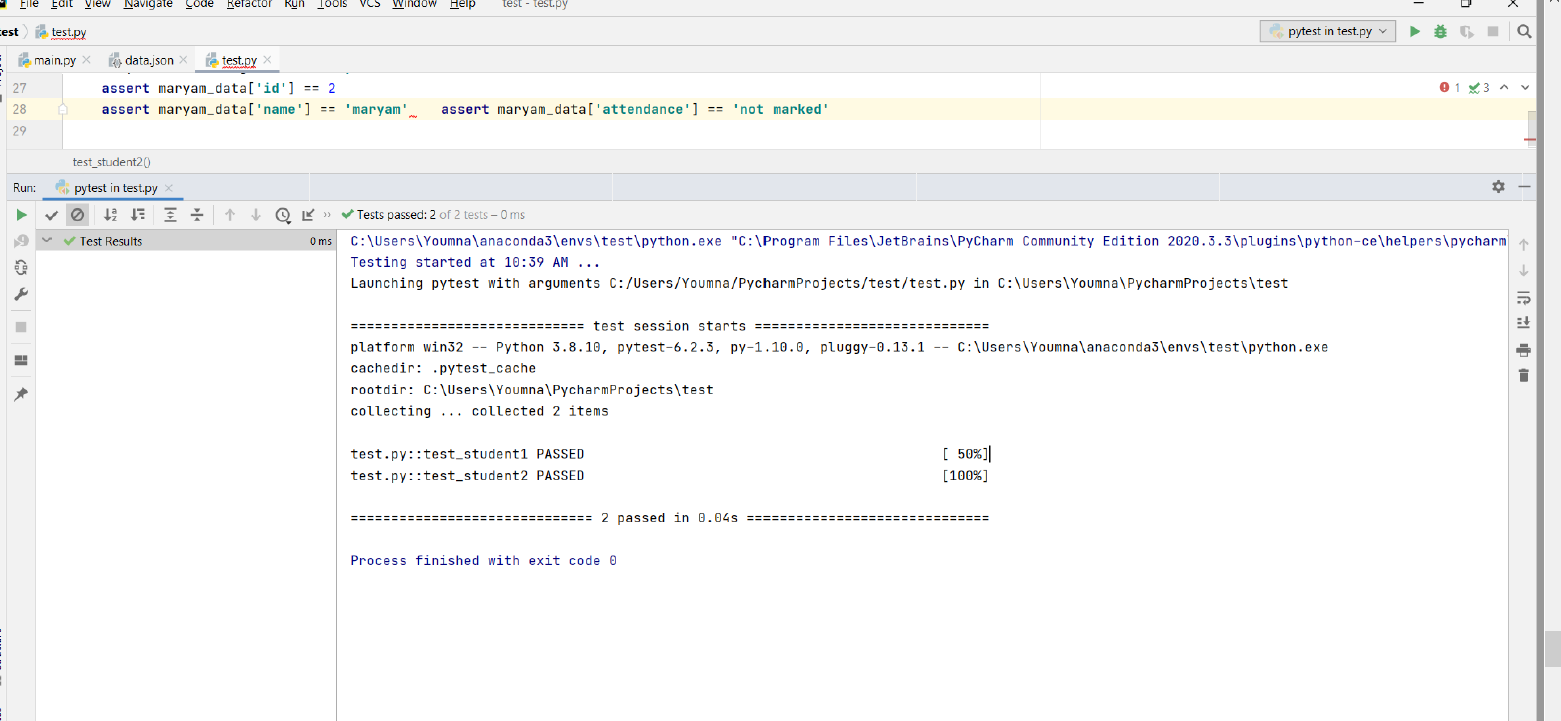 File Edit View Navigate Code Refactor Run Tools VCS Window Help test - test.py
est test.py pytest in test.py
main.py data.json test.py
27 assert maryam_data['id'] == 2 1 3
28 assert maryam_data['name'] == 'maryam' assert maryam_data['attendance'] == 'not marked'
29
test_student2()
Run: pytest in test.py
Tests passed: 2 of 2 tests – 0 ms
Test Results 0 ms
C:\Users\Youmna\anaconda3\envs\test\python.exe "C:\Program Files\JetBrains\PyCharm Community Edition 2020.3.3\plugins\python-ce\helpers\pycharm
Testing started at 10:39 AM ...
Launching pytest with arguments C:/Users/Youmna/PycharmProjects/test/test.py in C:\Users\Youmna\PycharmProjects\test
============================= test session starts =============================
platform win32 -- Python 3.8.10, pytest-6.2.3, py-1.10.0, pluggy-0.13.1 -- C:\Users\Youmna\anaconda3\envs\test\python.exe
cachedir: .pytest_cache
rootdir: C:\Users\Youmna\PycharmProjects\test
collecting ... collected 2 items
test.py::test_student1 PASSED [ 50%]
test.py::test_student2 PASSED [100%]
============================== 2 passed in 0.04s ==============================
Process finished with exit code 0